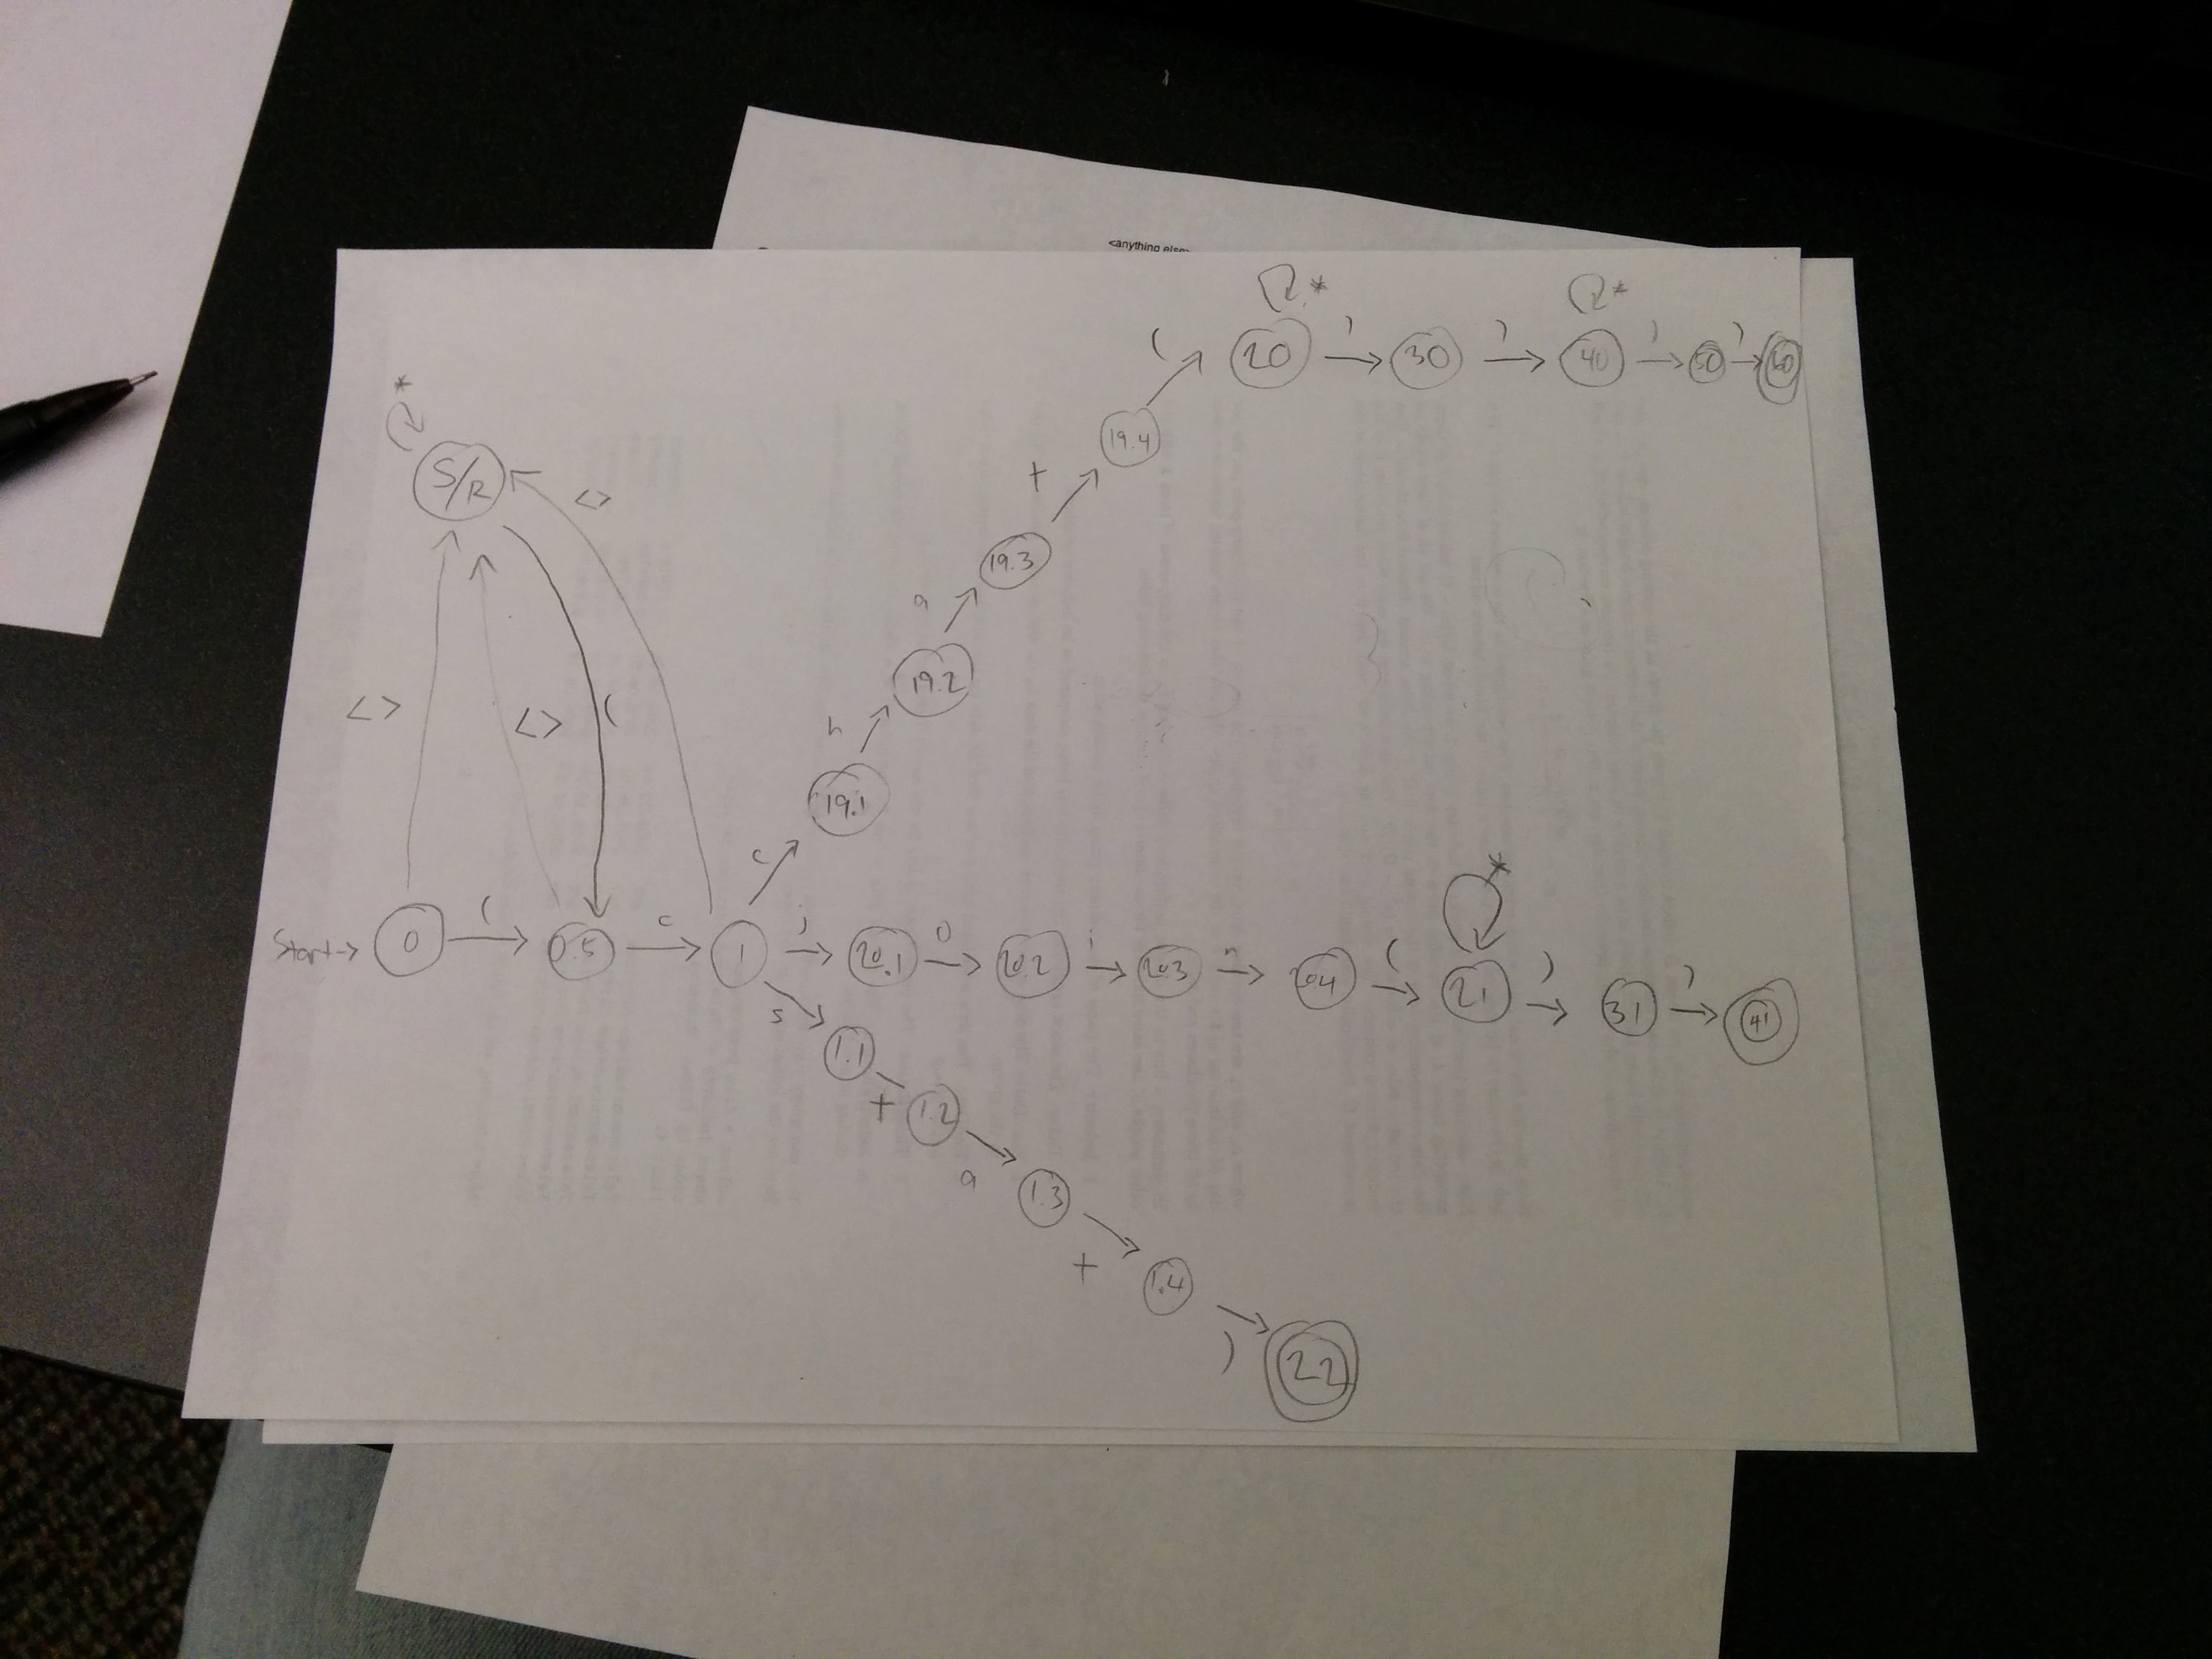 <anything else>
*
*
(
20
)
30
)
40
)
50
)
60
*
S/R
<>
t
19.4
19.3
a
19.2
<>
<>
(
h
19.1
c
*
Start->
0
(
0.5
c
1
j
20.1
o
20.2
i
20.3
n
20.4
(
21
)
31
)
41
s
1.1
t
1.2
a
1.3
t
1.4
)
22